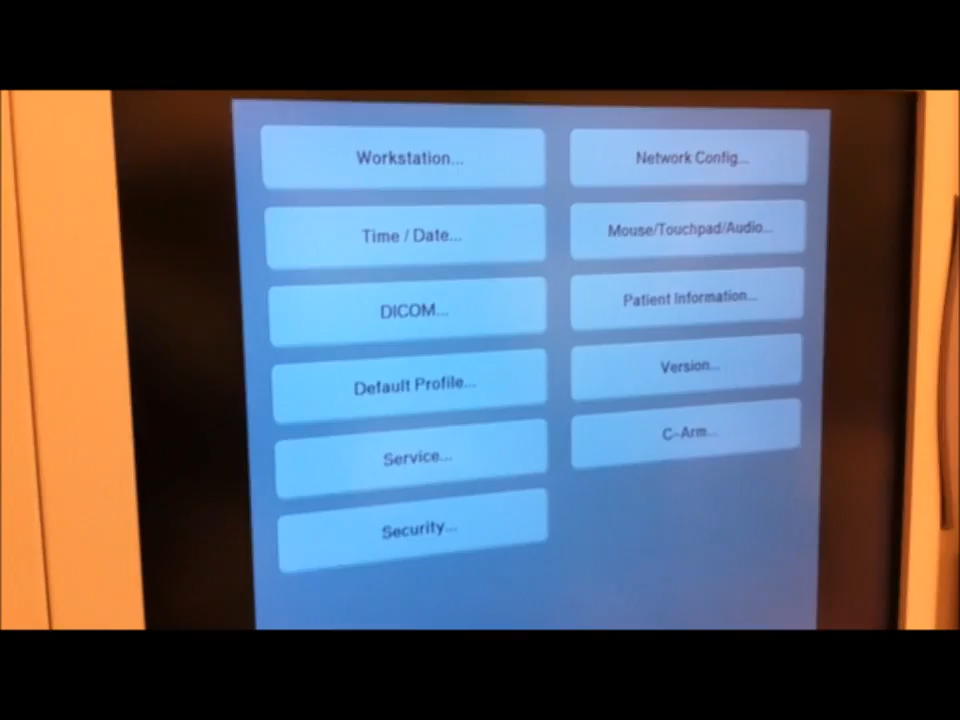 Workstation...
Time / Date...
DICOM...
Default Profile...
Service...
Security...
Network Config...
Mouse/Touchpad/Audio...
Patient Information...
Version...
C-Arm...